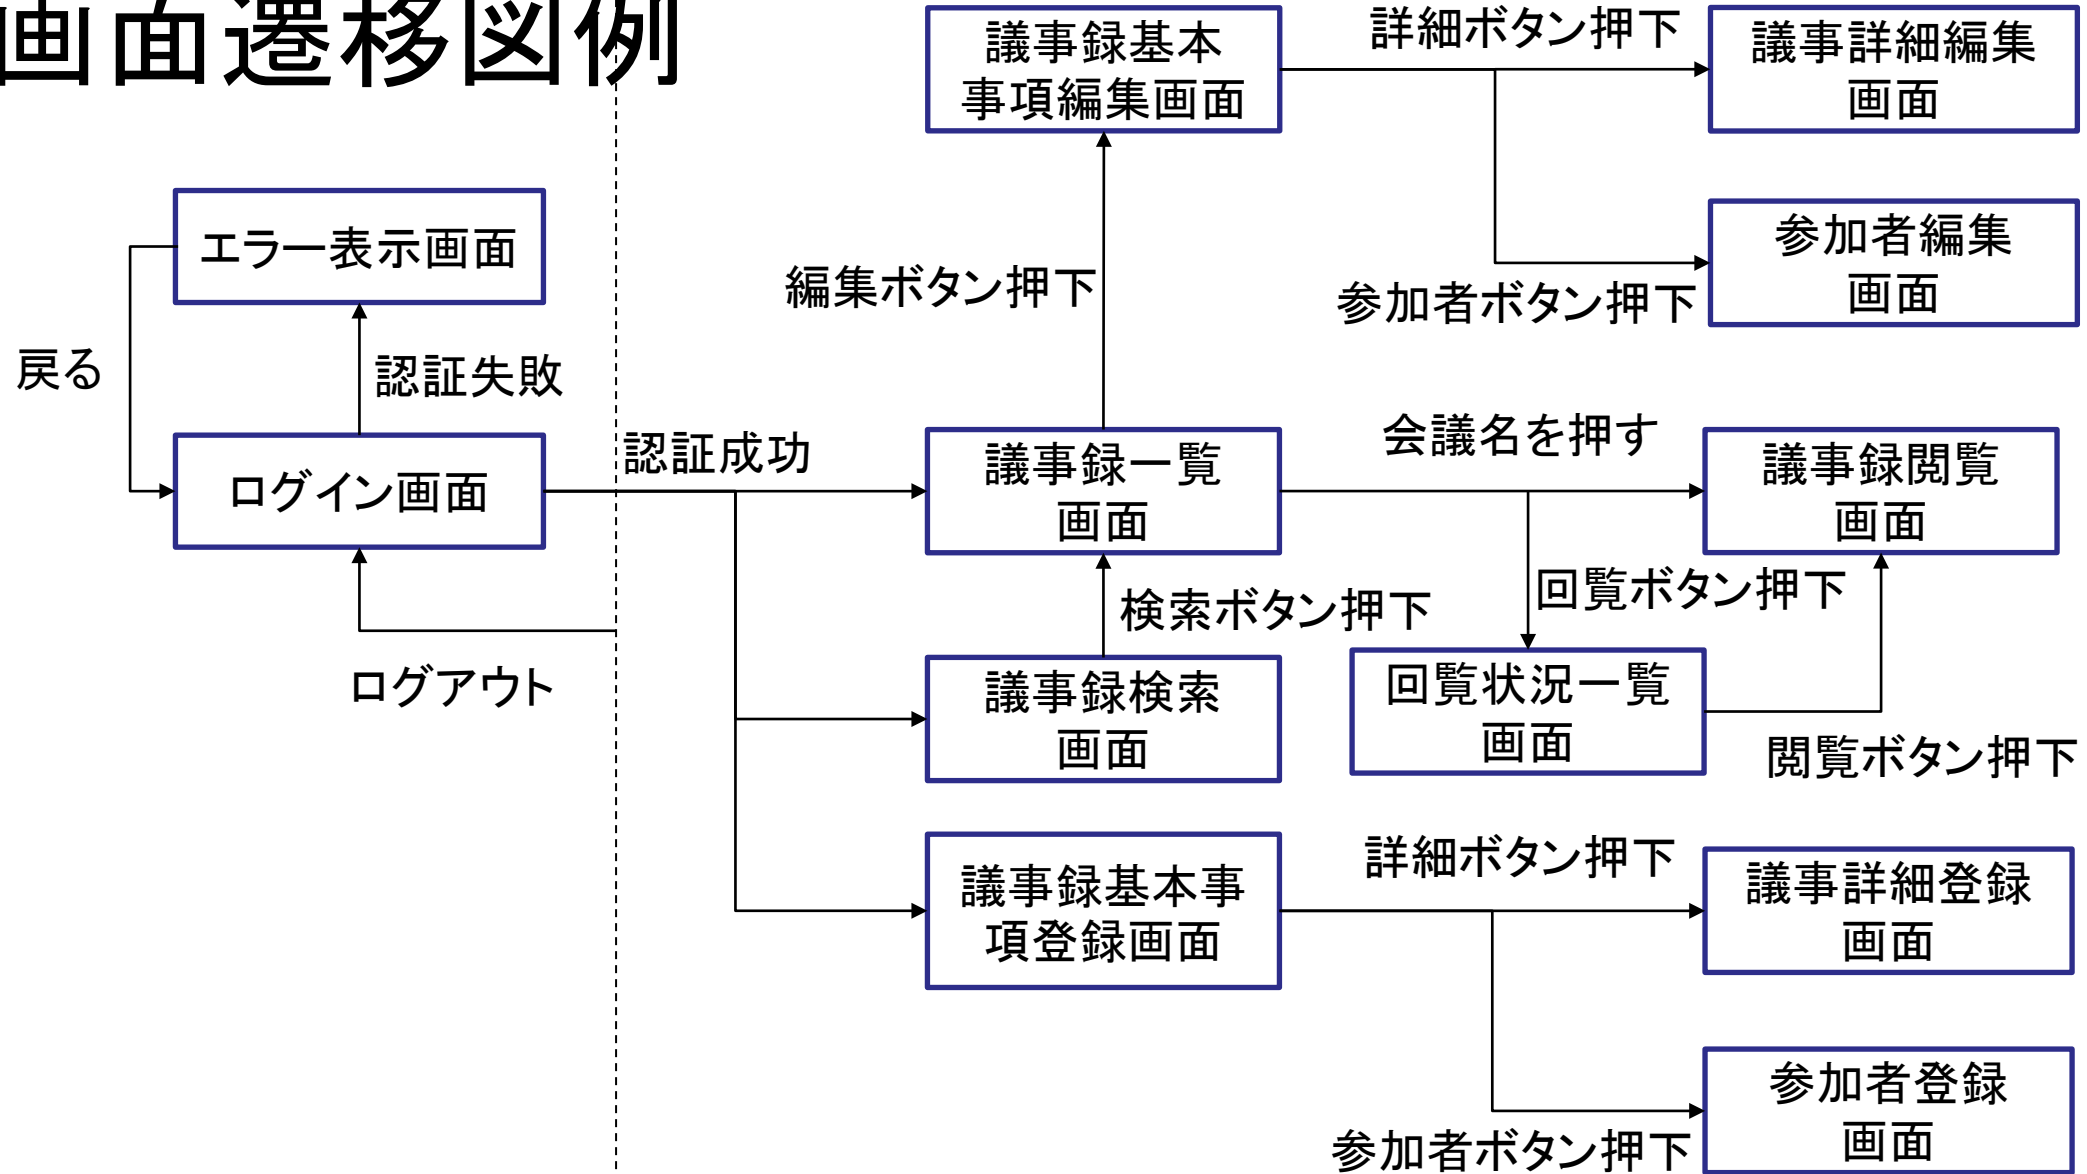 画面遷移図例
議事録基本
事項編集画面
詳細ボタン押下
議事詳細編集
画面
エラー表示画面
編集ボタン押下
参加者編集
画面
参加者ボタン押下
戻る
認証失敗
ログイン画面
認証成功
議事録一覧
画面
会議名を押す
議事録閲覧
画面
検索ボタン押下
回覧ボタン押下
ログアウト
議事録検索
画面
回覧状況一覧
画面
閲覧ボタン押下
議事録基本事
項登録画面
詳細ボタン押下
議事詳細登録
画面
参加者ボタン押下
参加者登録
画面